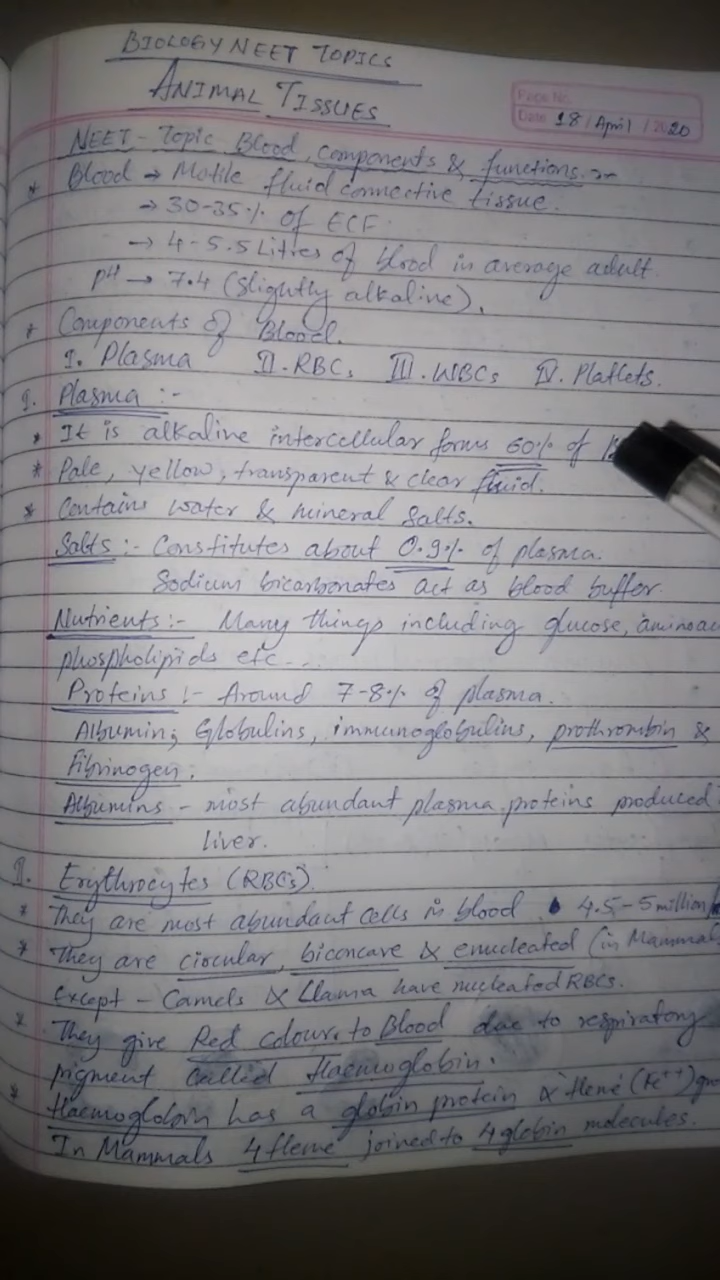 BIOLOGY NEET TOPICS
ANIMAL TISSUES
Page No.
Date 18 / April / 2020
NEET - Topic Blood, components & functions.
* Blood → Motile fluid connective tissue.
→ 30-35% of ECF.
→ 4-5.5 Litres of blood in average adult.
pH → 7.4 (Slightly alkaline).
* Components of Blood.
I. Plasma II. RBCs III. WBCs IV. Platlets.
I. Plasma :-
* It is alkaline intercellular forms 60% of
* Pale, yellow, transparent & clear fluid.
* Contains water & mineral salts.
Salts :- Constitutes about 0.9% of plasma.
Sodium bicarbonates act as blood buffer.
Nutrients :- Many things including glucose, aminoac
phospholipids etc...
Proteins :- Around 7-8% of plasma.
Albumin, Globulins, immunoglobulins, prothrombin &
Fibrinogen.
Albumins - most abundant plasma proteins produced
liver.
II. Erythrocytes (RBCs)
* They are most abundant cells in blood 4.5-5 million
* They are circular, biconcave & enucleated (in Mammal
except - Camels & Llama have nucleated RBCs.
* They give Red colour to Blood due to respiratory
pigment called Haemoglobin.
* Haemoglobin has a globin protein & Heme (Fe++)
In Mammals 4 Heme joined to 4 globin molecules.